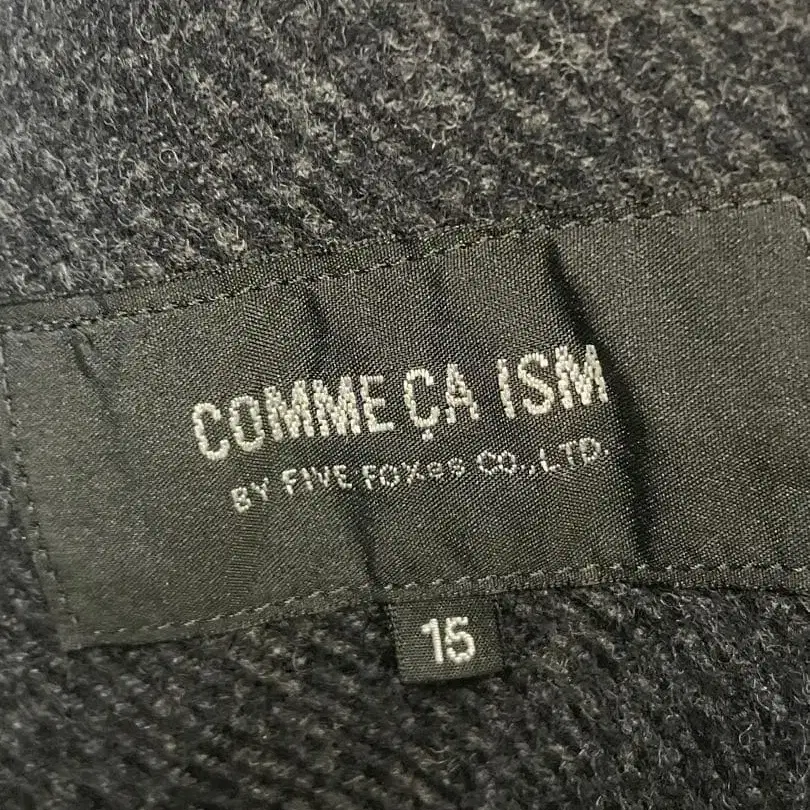 COMME ÇA ISM
BY FIVE FOXes CO.,LTD.
15